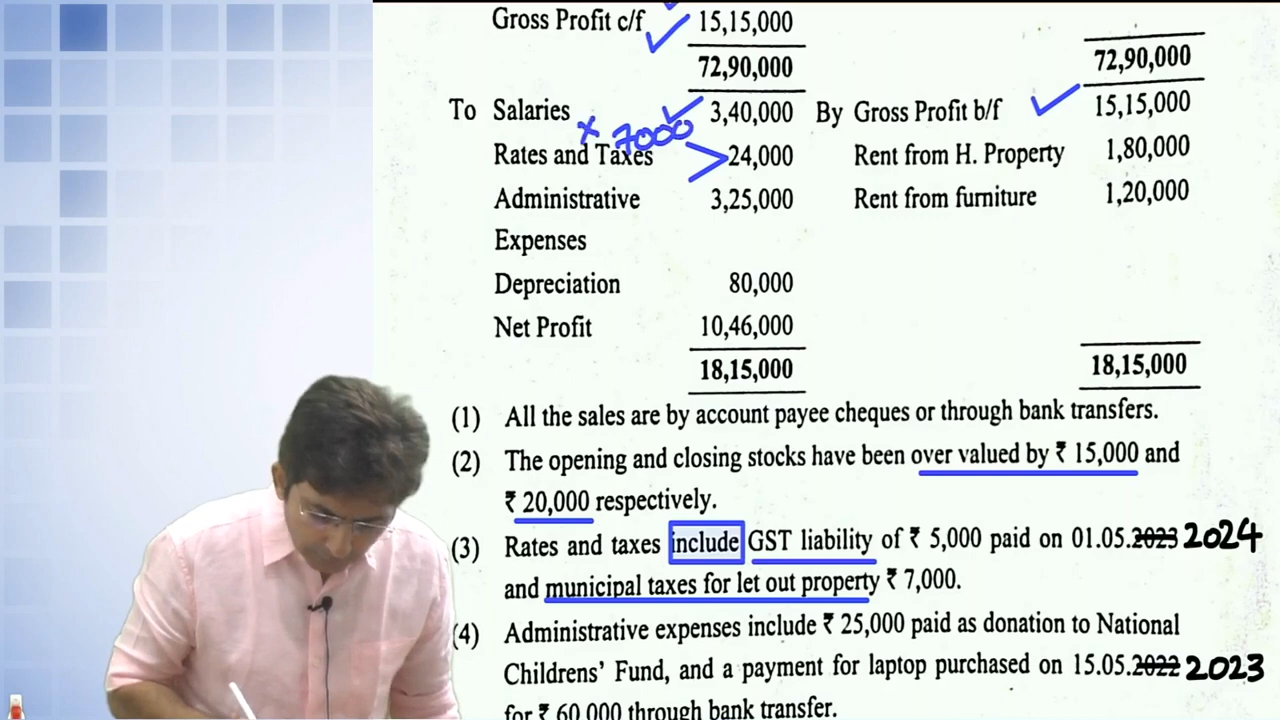 Gross Profit c/f 15,15,000
72,90,000 72,90,000
To Salaries 3,40,000 By Gross Profit b/f 15,15,000
x 7000
Rates and Taxes 24,000 Rent from H. Property 1,80,000
Administrative 3,25,000 Rent from furniture 1,20,000
Expenses
Depreciation 80,000
Net Profit 10,46,000
18,15,000 18,15,000
(1) All the sales are by account payee cheques or through bank transfers.
(2) The opening and closing stocks have been over valued by ₹ 15,000 and
₹ 20,000 respectively.
(3) Rates and taxes include GST liability of ₹ 5,000 paid on 01.05.2023 2024
and municipal taxes for let out property ₹ 7,000.
(4) Administrative expenses include ₹ 25,000 paid as donation to National
Childrens' Fund, and a payment for laptop purchased on 15.05.2022 2023
for ₹ 60,000 through bank transfer.